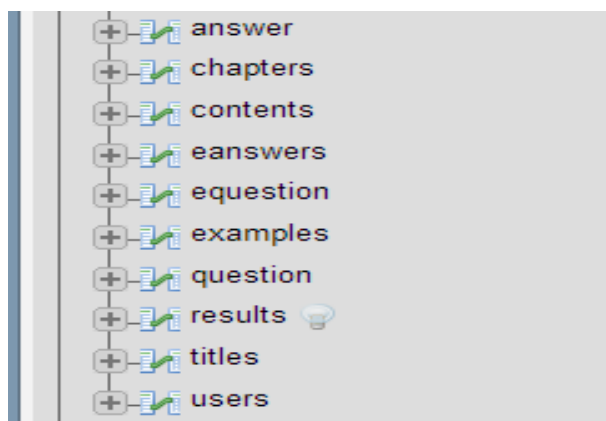 answer
chapters
contents
eanswers
equestion
examples
question
results
titles
users